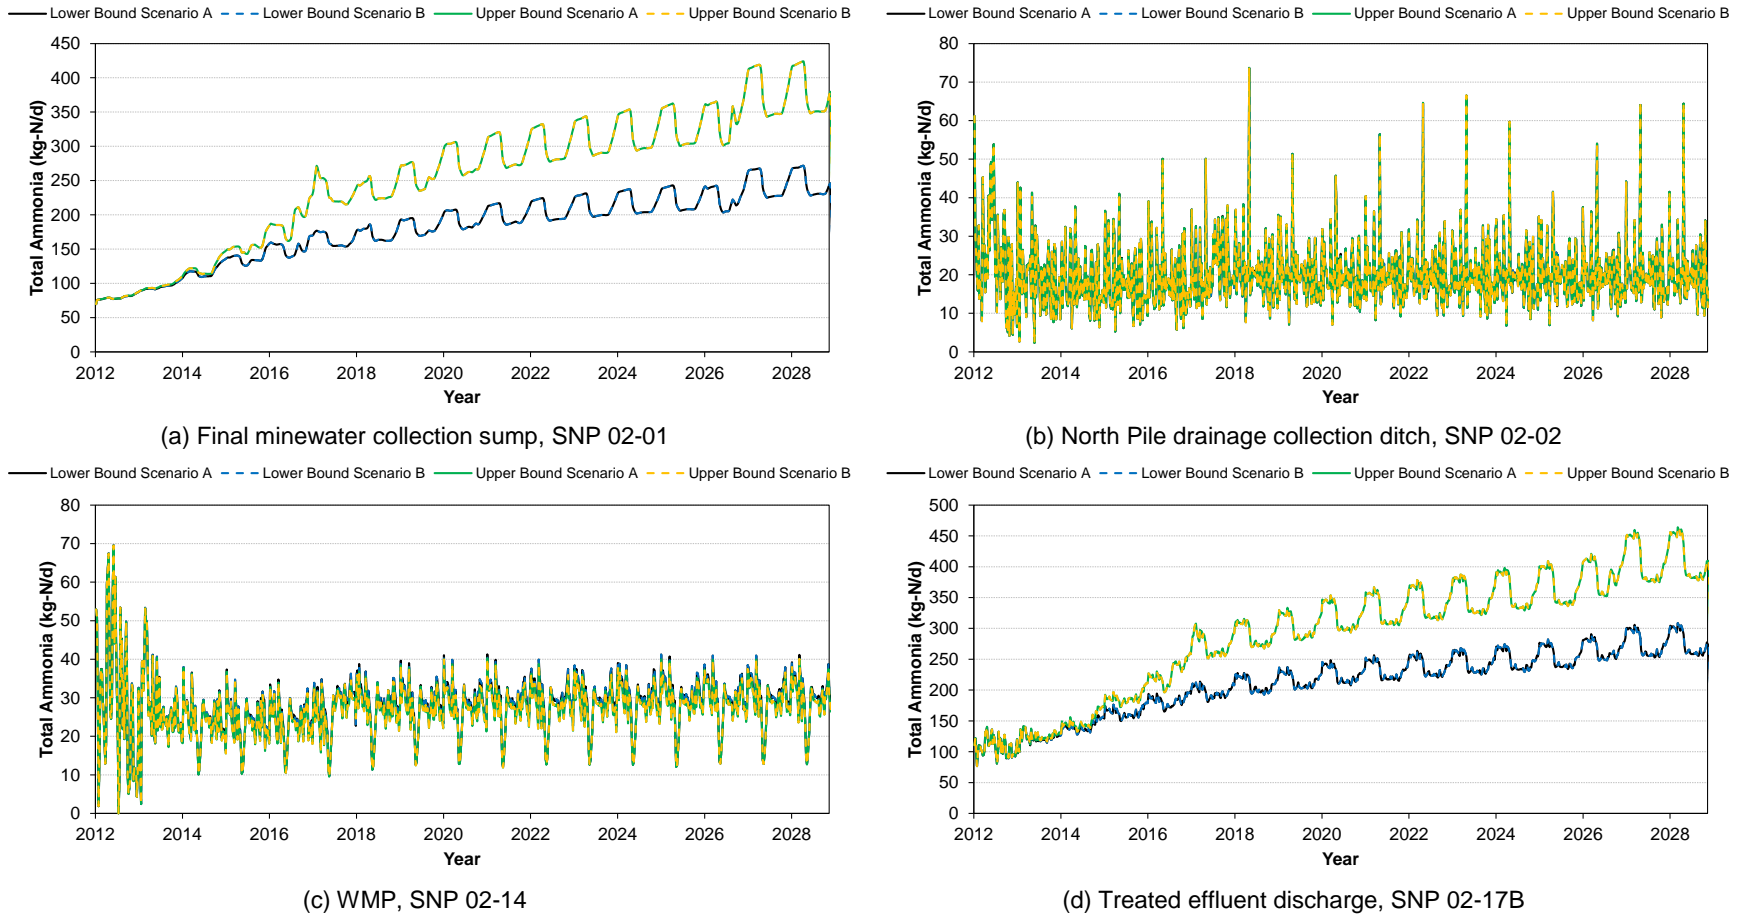 Lower Bound Scenario A Lower Bound Scenario B Upper Bound Scenario A Upper Bound Scenario B
450
400
350
300
250
200
150
100
50
0
Total Ammonia (kg-N/d)
2012 2014 2016 2018 2020 2022 2024 2026 2028
Year
(a) Final minewater collection sump, SNP 02-01
Lower Bound Scenario A Lower Bound Scenario B Upper Bound Scenario A Upper Bound Scenario B
80
70
60
50
40
30
20
10
0
Total Ammonia (kg-N/d)
2012 2014 2016 2018 2020 2022 2024 2026 2028
Year
(b) North Pile drainage collection ditch, SNP 02-02
Lower Bound Scenario A Lower Bound Scenario B Upper Bound Scenario A Upper Bound Scenario B
80
70
60
50
40
30
20
10
0
Total Ammonia (kg-N/d)
2012 2014 2016 2018 2020 2022 2024 2026 2028
Year
(c) WMP, SNP 02-14
Lower Bound Scenario A Lower Bound Scenario B Upper Bound Scenario A Upper Bound Scenario B
500
450
400
350
300
250
200
150
100
50
0
Total Ammonia (kg-N/d)
2012 2014 2016 2018 2020 2022 2024 2026 2028
Year
(d) Treated effluent discharge, SNP 02-17B